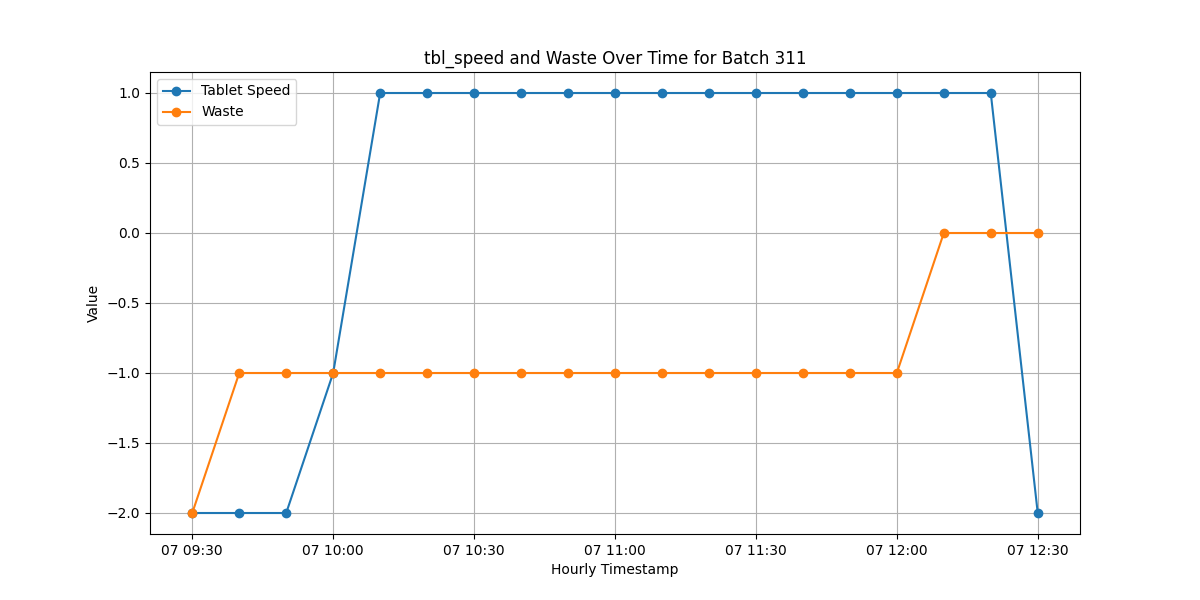 tbl_speed and Waste Over Time for Batch 311
Tablet Speed
Waste
1.0
0.5
0.0
−0.5
−1.0
−1.5
−2.0
Value
07 09:30 07 10:00 07 10:30 07 11:00 07 11:30 07 12:00 07 12:30
Hourly Timestamp